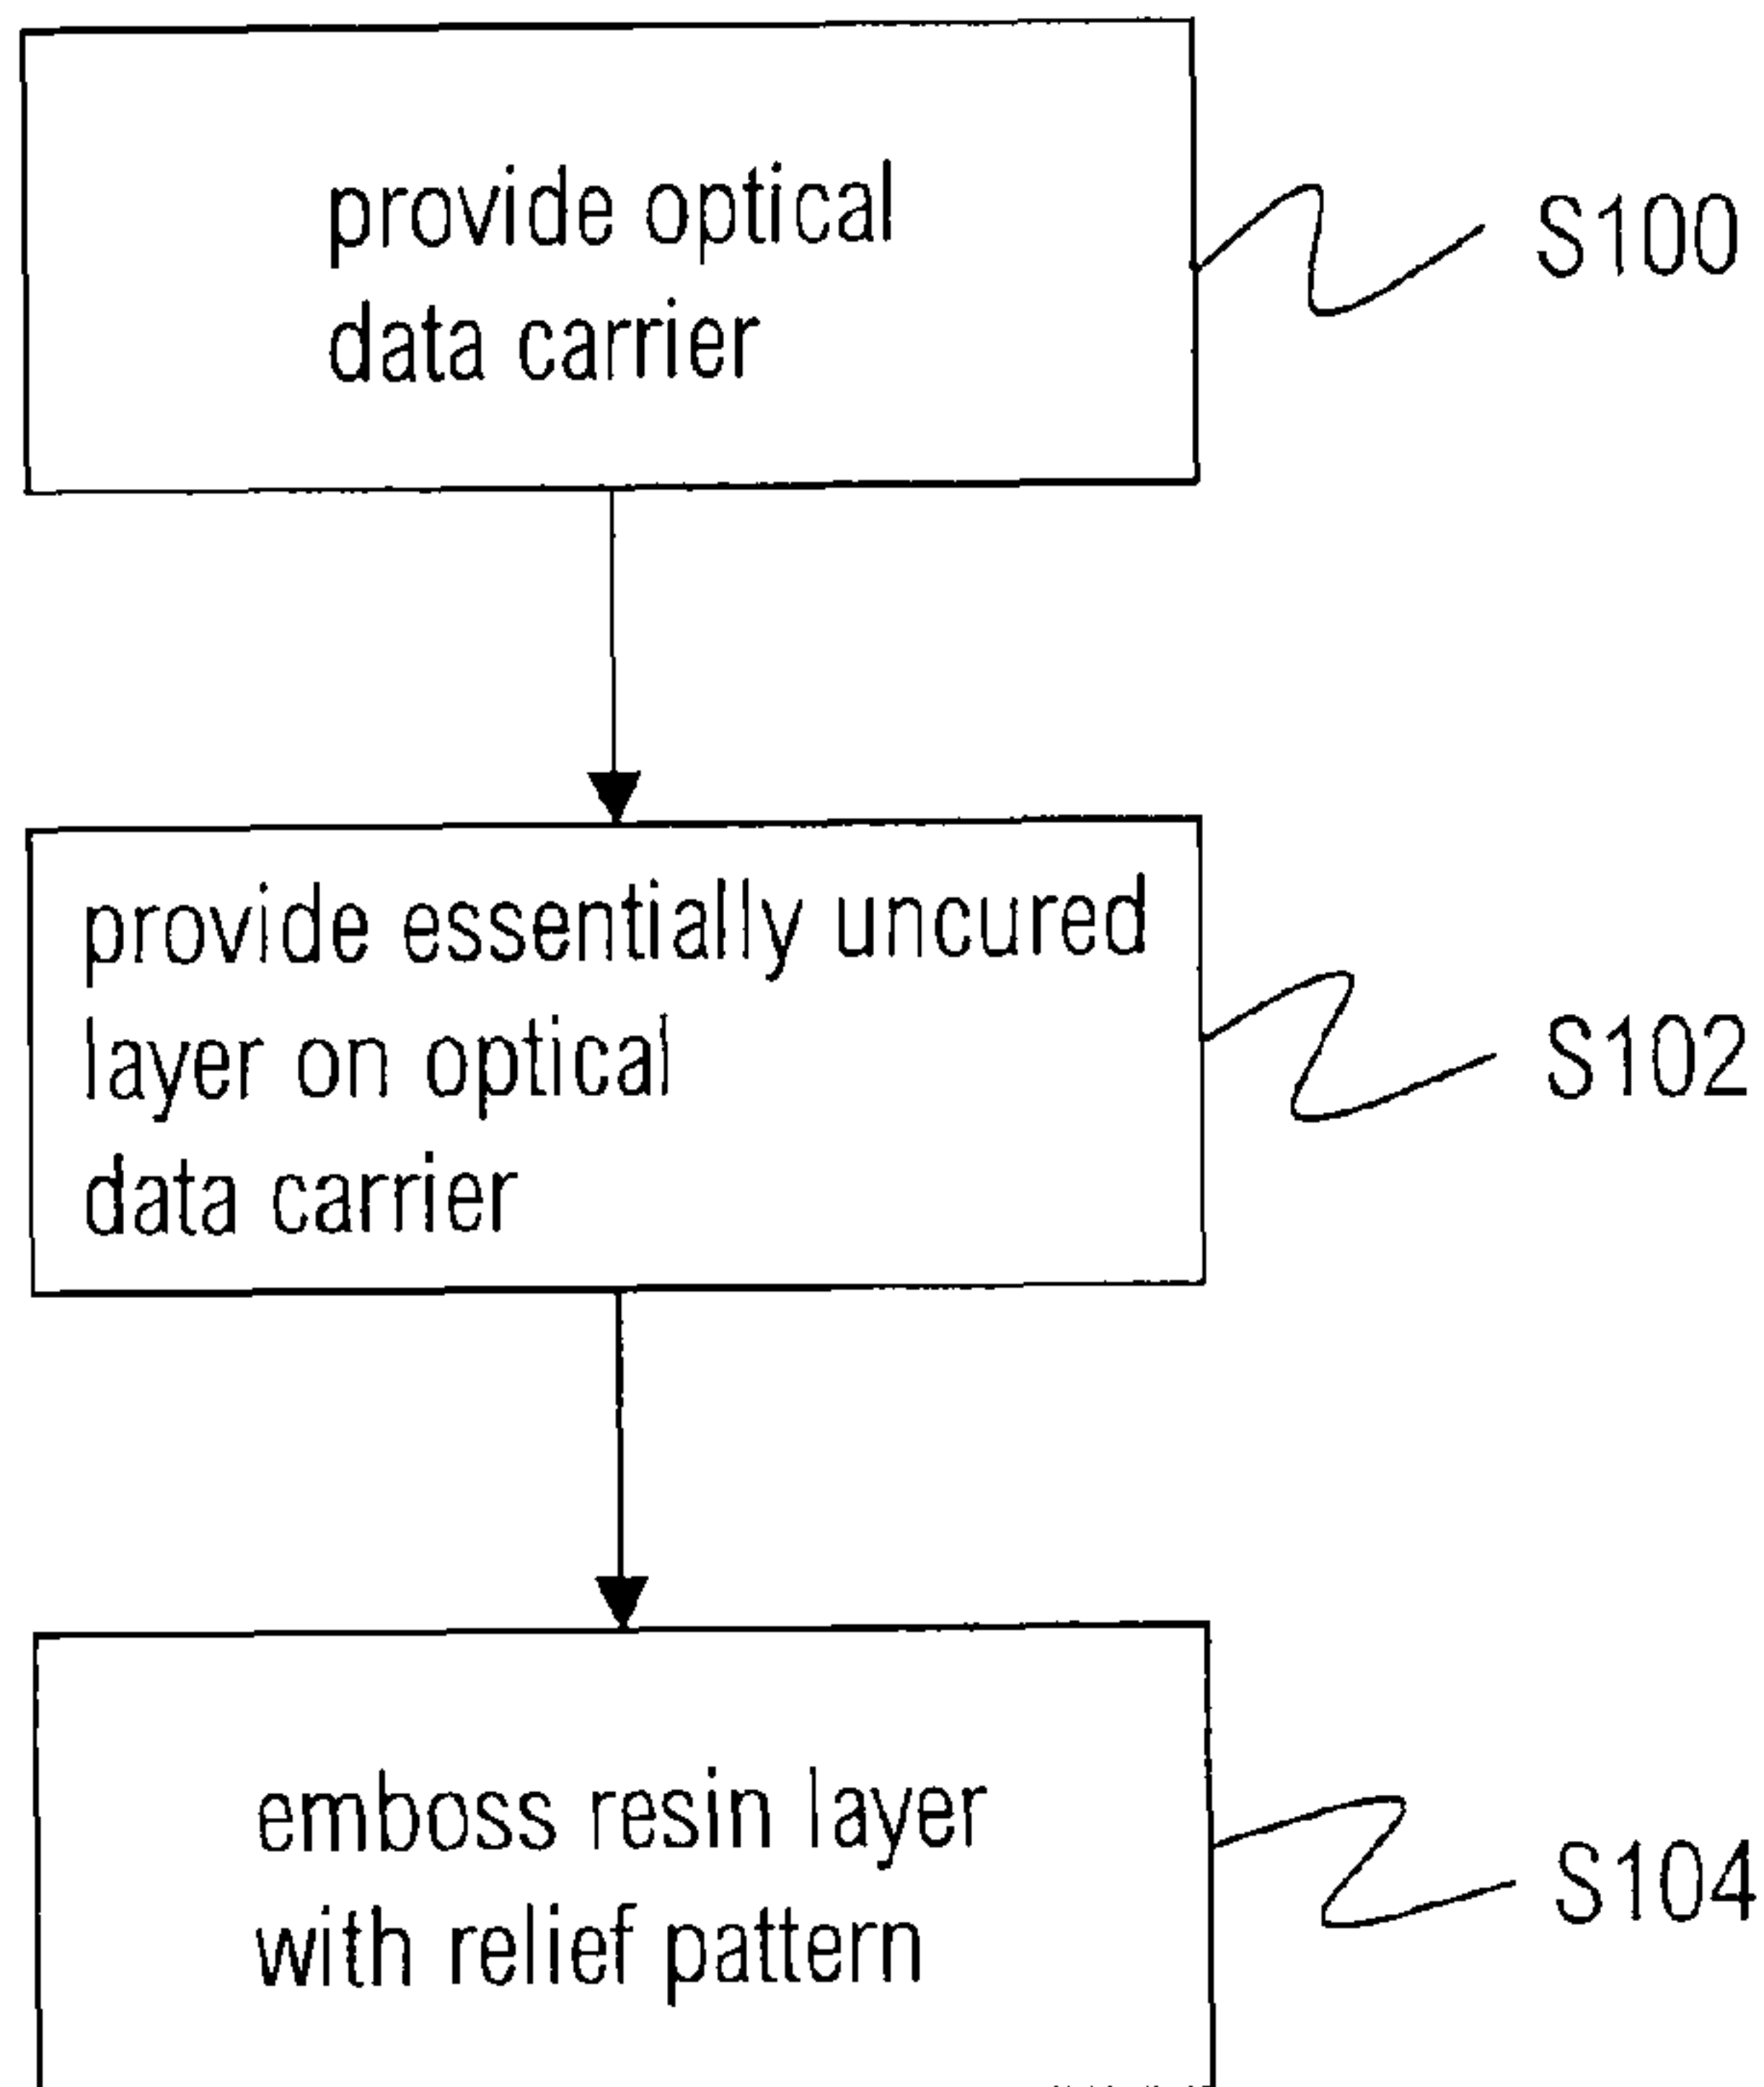 provide optical
data carrier
S100
provide essentially uncured
layer on optical
data carrier
S102
emboss resin layer
with relief pattern
S104